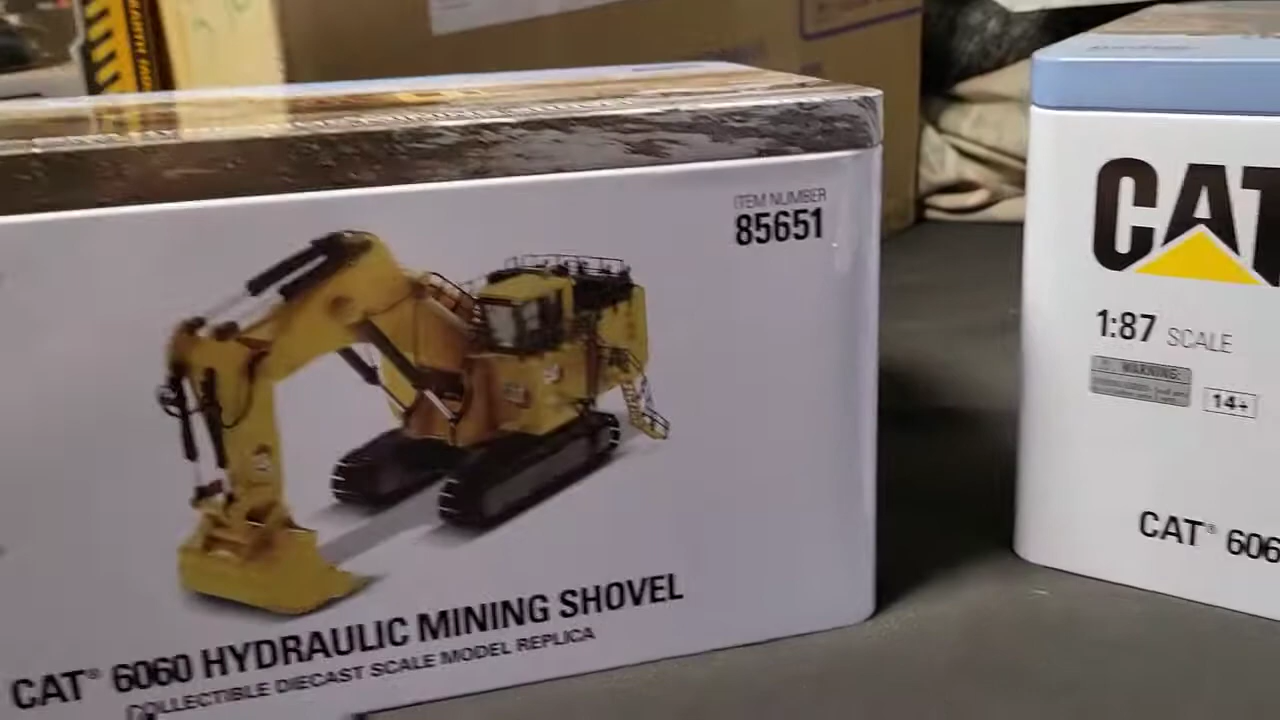 ITEM NUMBER
85651
CAT® 6060 HYDRAULIC MINING SHOVEL
COLLECTIBLE DIECAST SCALE MODEL REPLICA
CAT
1:87 SCALE
WARNING:
14+
CAT® 606